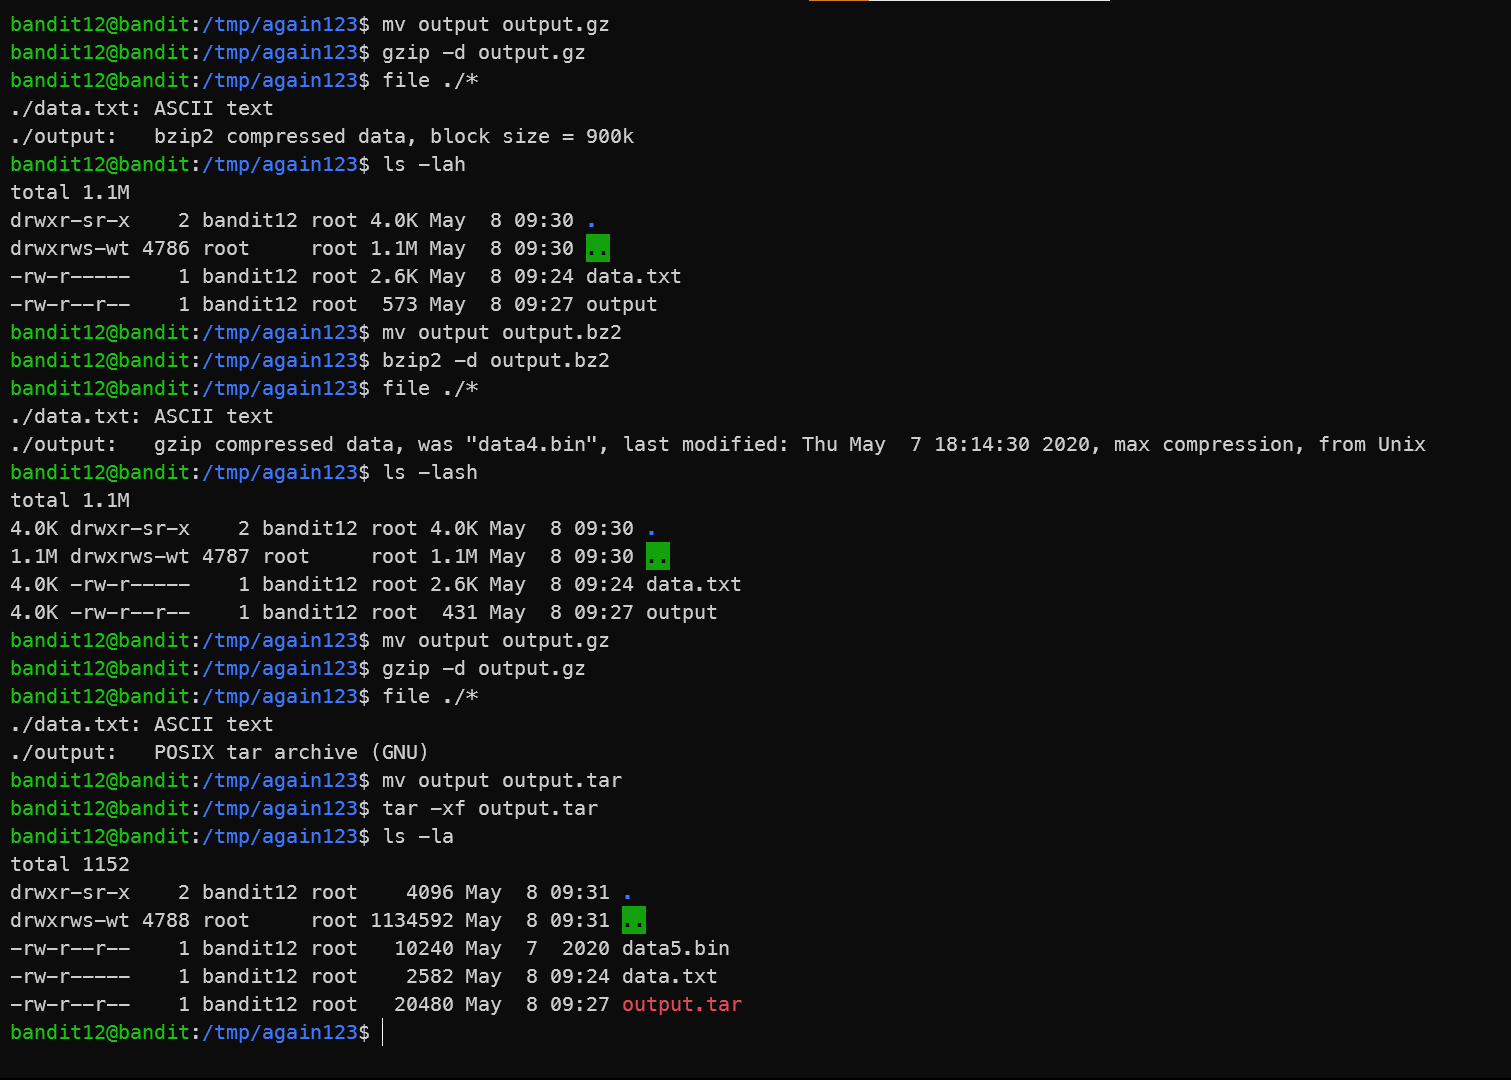 bandit12@bandit:/tmp/again123$ mv output output.gz
bandit12@bandit:/tmp/again123$ gzip -d output.gz
bandit12@bandit:/tmp/again123$ file ./*
./data.txt: ASCII text
./output:   bzip2 compressed data, block size = 900k
bandit12@bandit:/tmp/again123$ ls -lah
total 1.1M
drwxr-sr-x    2 bandit12 root 4.0K May  8 09:30 .
drwxrws-wt 4786 root     root 1.1M May  8 09:30 ..
-rw-r-----    1 bandit12 root 2.6K May  8 09:24 data.txt
-rw-r--r--    1 bandit12 root  573 May  8 09:27 output
bandit12@bandit:/tmp/again123$ mv output output.bz2
bandit12@bandit:/tmp/again123$ bzip2 -d output.bz2
bandit12@bandit:/tmp/again123$ file ./*
./data.txt: ASCII text
./output:   gzip compressed data, was "data4.bin", last modified: Thu May  7 18:14:30 2020, max compression, from Unix
bandit12@bandit:/tmp/again123$ ls -lash
total 1.1M
4.0K drwxr-sr-x    2 bandit12 root 4.0K May  8 09:30 .
1.1M drwxrws-wt 4787 root     root 1.1M May  8 09:30 ..
4.0K -rw-r-----    1 bandit12 root 2.6K May  8 09:24 data.txt
4.0K -rw-r--r--    1 bandit12 root  431 May  8 09:27 output
bandit12@bandit:/tmp/again123$ mv output output.gz
bandit12@bandit:/tmp/again123$ gzip -d output.gz
bandit12@bandit:/tmp/again123$ file ./*
./data.txt: ASCII text
./output:   POSIX tar archive (GNU)
bandit12@bandit:/tmp/again123$ mv output output.tar
bandit12@bandit:/tmp/again123$ tar -xf output.tar
bandit12@bandit:/tmp/again123$ ls -la
total 1152
drwxr-sr-x    2 bandit12 root    4096 May  8 09:31 .
drwxrws-wt 4788 root     root 1134592 May  8 09:31 ..
-rw-r--r--    1 bandit12 root   10240 May  7  2020 data5.bin
-rw-r-----    1 bandit12 root    2582 May  8 09:24 data.txt
-rw-r--r--    1 bandit12 root   20480 May  8 09:27 output.tar
bandit12@bandit:/tmp/again123$